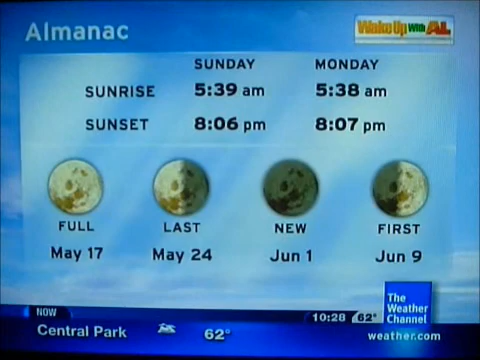 Almanac
Wake Up With AL
SUNDAY MONDAY
SUNRISE 5:39 am 5:38 am
SUNSET 8:06 pm 8:07 pm
FULL LAST NEW FIRST
May 17 May 24 Jun 1 Jun 9
The
Weather
Channel
NOW 10:28 62°
Central Park 62° weather.com